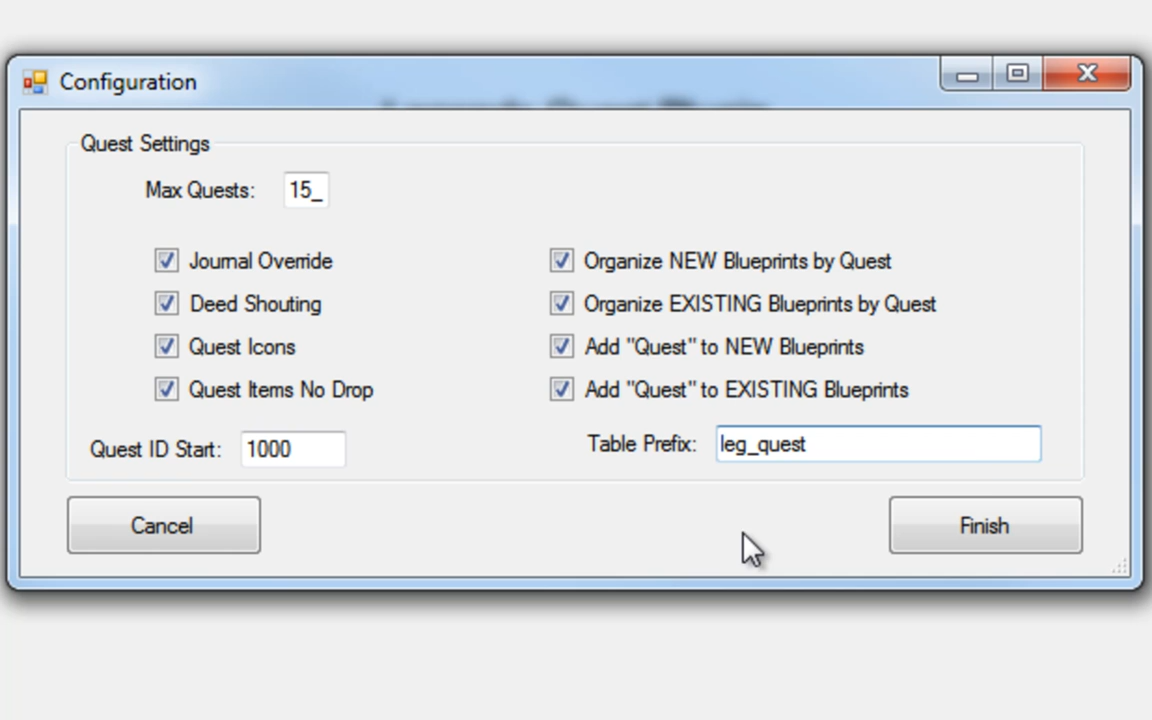 Configuration
Quest Settings
Max Quests: 15_
Journal Override
Organize NEW Blueprints by Quest
Deed Shouting
Organize EXISTING Blueprints by Quest
Quest Icons
Add "Quest" to NEW Blueprints
Quest Items No Drop
Add "Quest" to EXISTING Blueprints
Quest ID Start: 1000
Table Prefix: leg_quest
Cancel
Finish